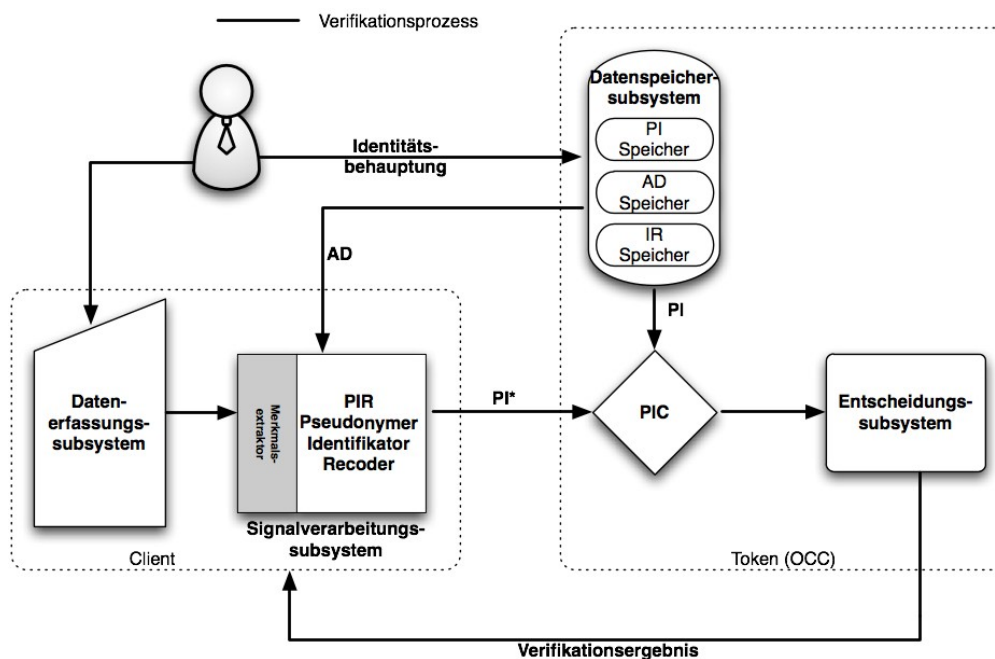 Verifikationsprozess
Datenspeicher-
subsystem
PI
Speicher
AD
Speicher
IR
Speicher
Identitäts-
behauptung
AD
PI
Daten-
erfassungs-
subsystem
Merkmals-
extraktor
PIR
Pseudonymer
Identifikator
Recoder
PI*
PIC
Entscheidungs-
subsystem
Signalverarbeitungs-
subsystem
Client
Token (OCC)
Verifikationsergebnis